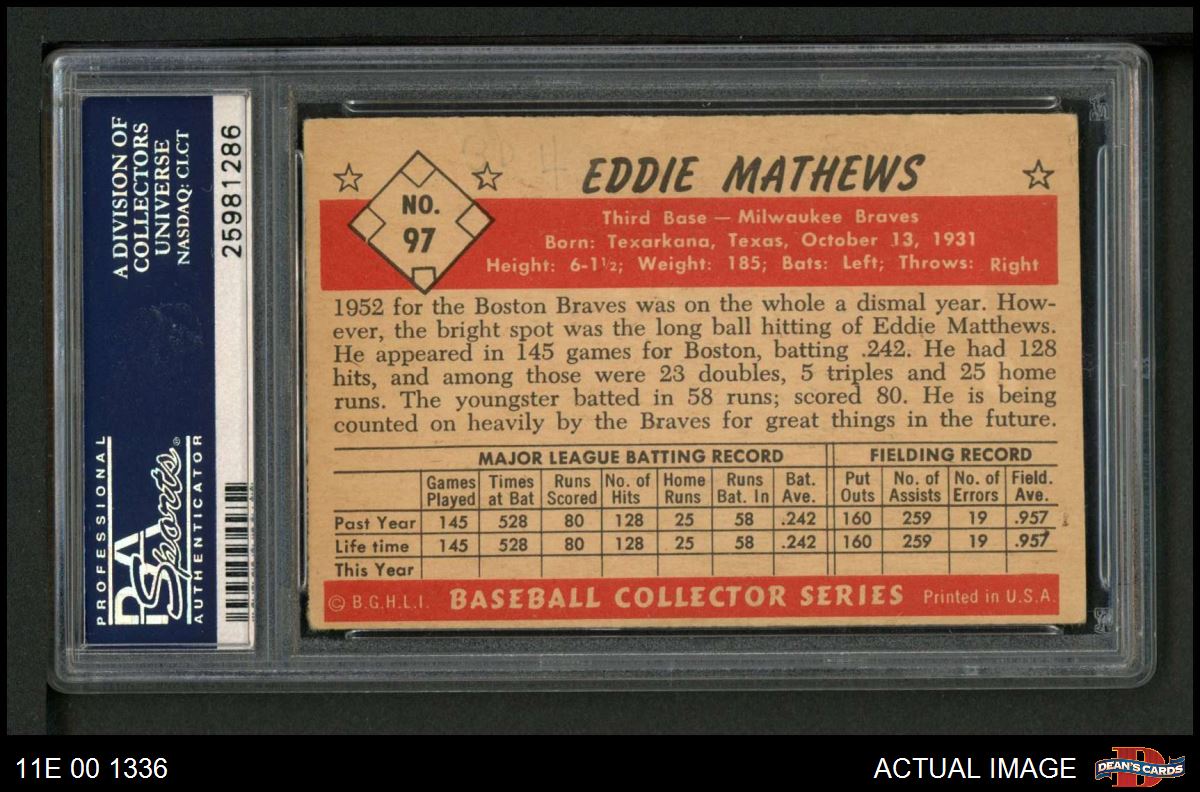 A DIVISION OF
COLLECTORS
UNIVERSE
NASDAQ: CLCT
25981286
PROFESSIONAL
PSA
Sports
AUTHENTICATOR
EDDIE MATHEWS
NO.
97
Third Base — Milwaukee Braves
Born: Texarkana, Texas, October 13, 1931
Height: 6-1½; Weight: 185; Bats: Left; Throws: Right
1952 for the Boston Braves was on the whole a dismal year. How-
ever, the bright spot was the long ball hitting of Eddie Matthews.
He appeared in 145 games for Boston, batting .242. He had 128
hits, and among those were 23 doubles, 5 triples and 25 home
runs. The youngster batted in 58 runs; scored 80. He is being
counted on heavily by the Braves for great things in the future.
MAJOR LEAGUE BATTING RECORD FIELDING RECORD
Games Times Runs No. of Home Runs Bat. Put No. of No. of Field.
Played at Bat Scored Hits Runs Bat. In Ave. Outs Assists Errors Ave.
Past Year 145 528 80 128 25 58 .242 160 259 19 .957
Life time 145 528 80 128 25 58 .242 160 259 19 .957
This Year
© B.G.H.L.I. BASEBALL COLLECTOR SERIES Printed in U.S.A.
11E 00 1336
ACTUAL IMAGE
DEAN'S CARDS